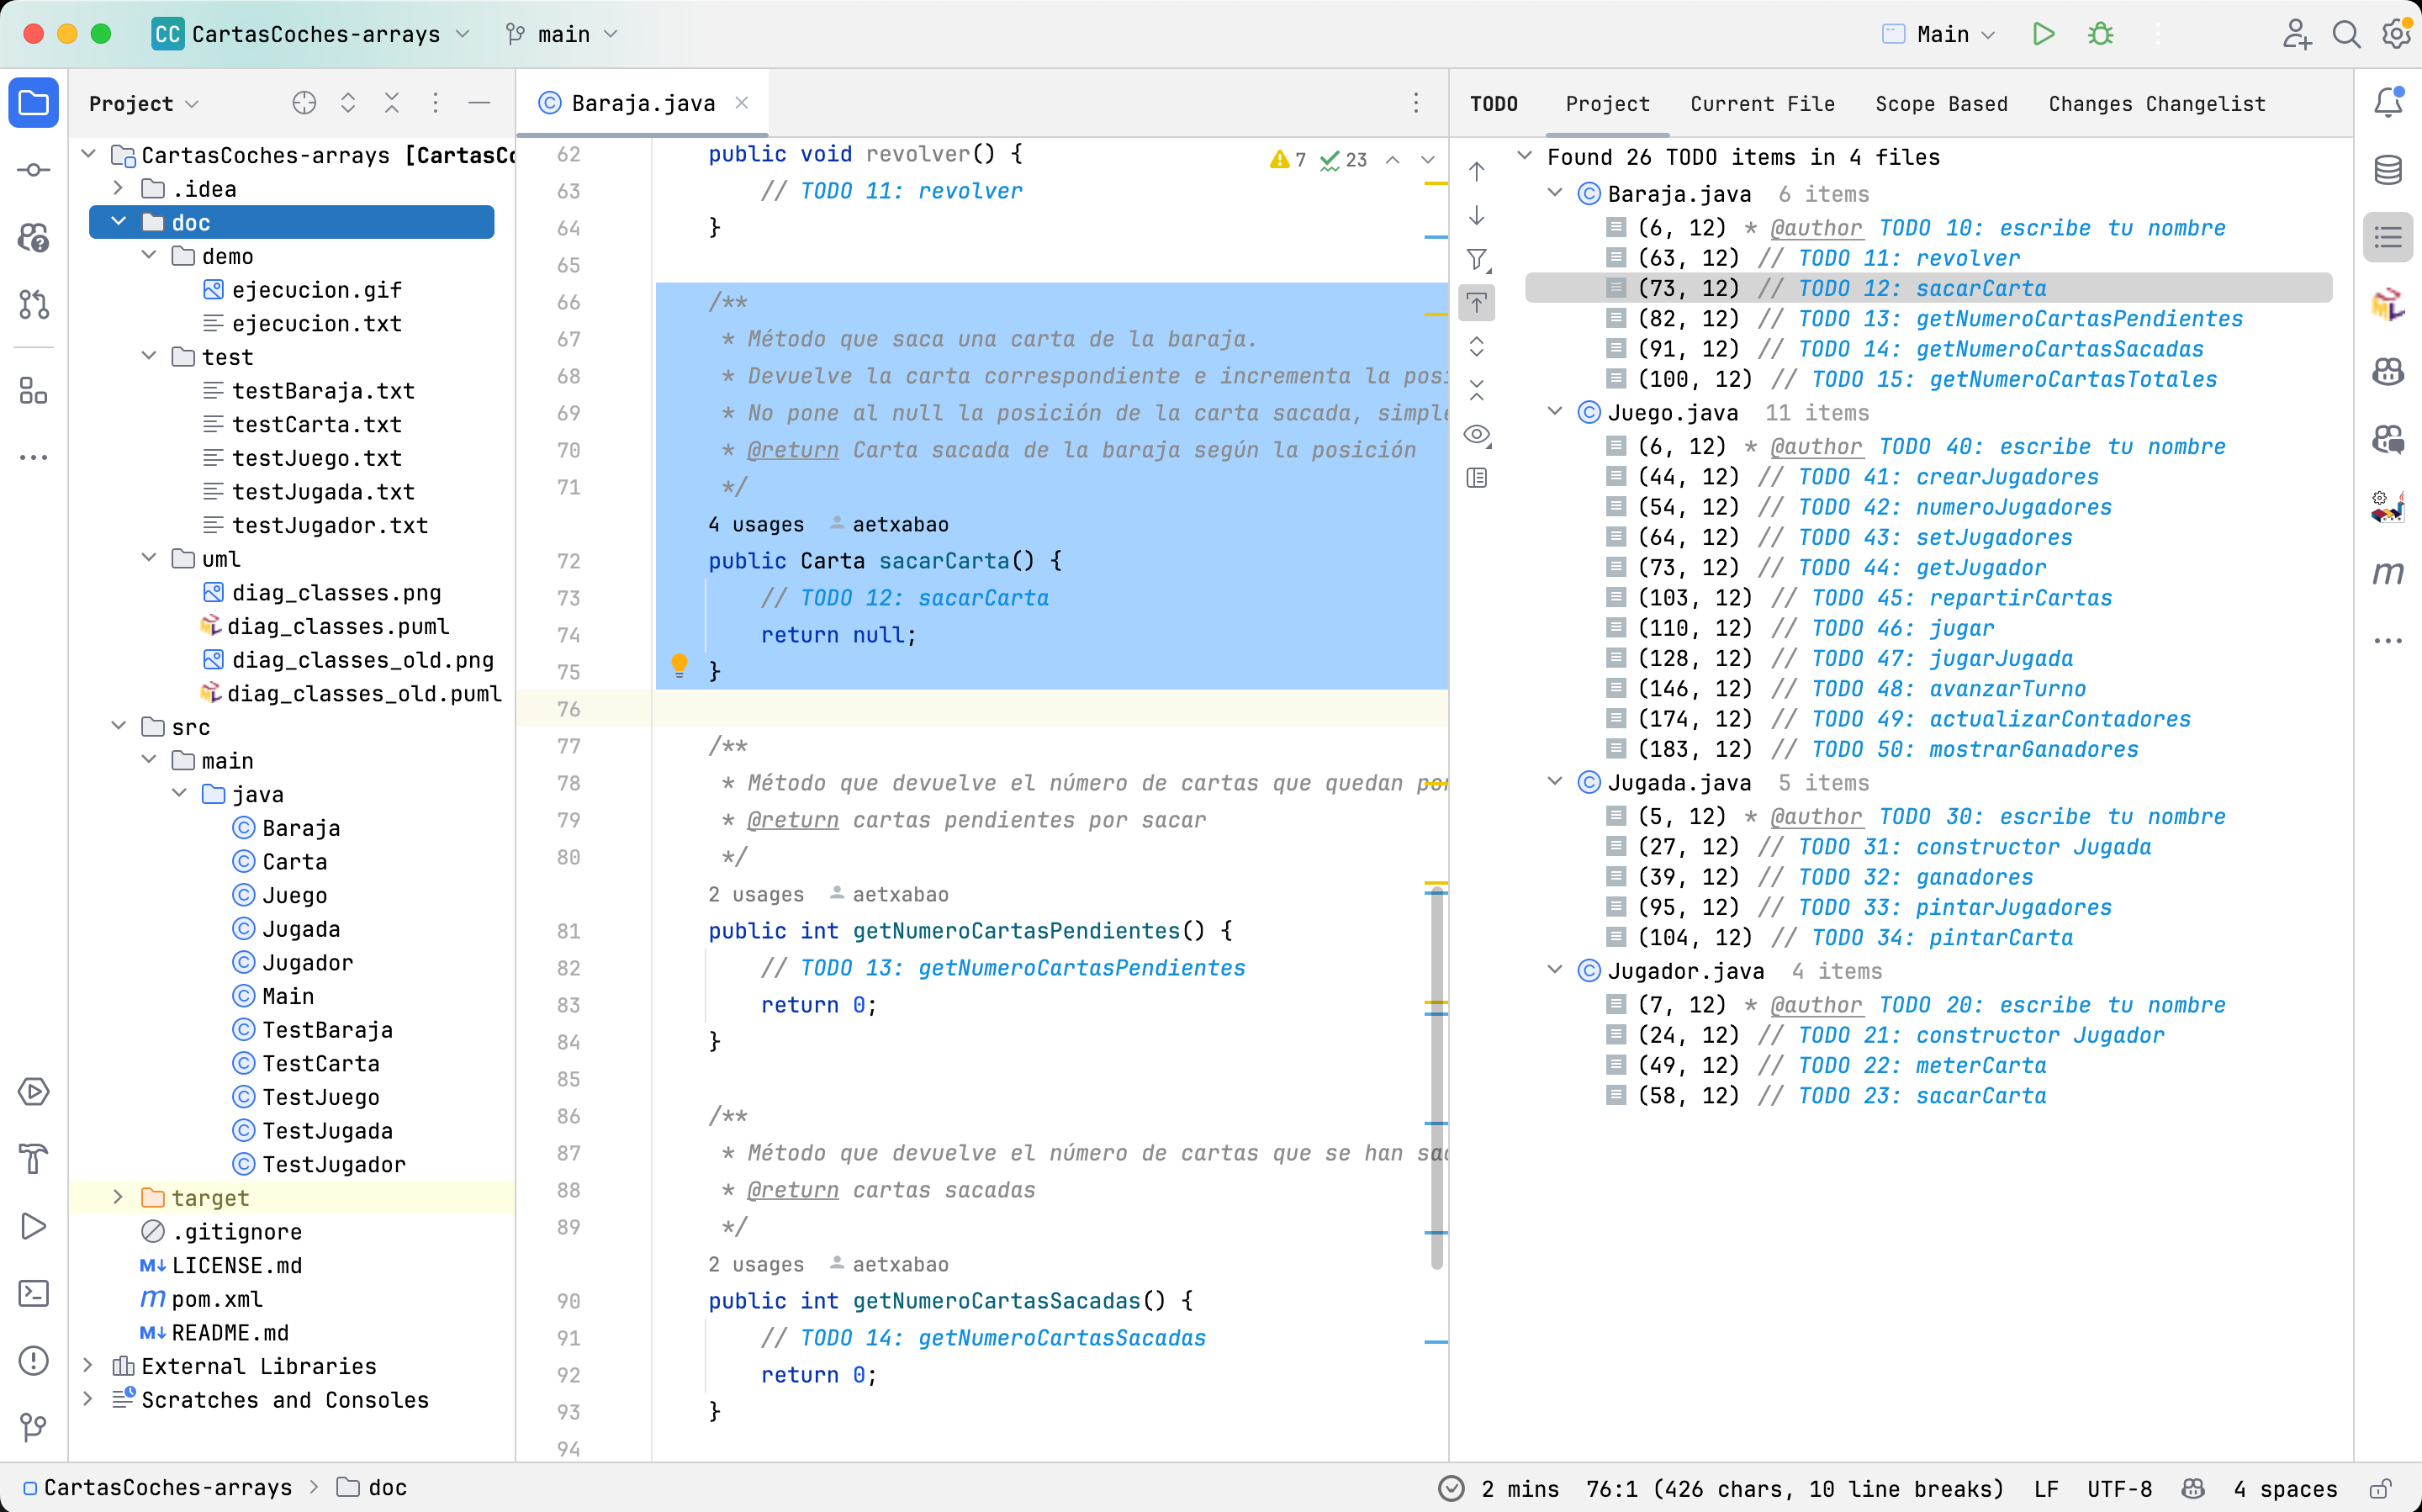 CC CartasCoches-arrays main Main
Project
CartasCoches-arrays [CartasCo
.idea
doc
demo
ejecucion.gif
ejecucion.txt
test
testBaraja.txt
testCarta.txt
testJuego.txt
testJugada.txt
testJugador.txt
uml
diag_classes.png
diag_classes.puml
diag_classes_old.png
diag_classes_old.puml
src
main
java
Baraja
Carta
Juego
Jugada
Jugador
Main
TestBaraja
TestCarta
TestJuego
TestJugada
TestJugador
target
.gitignore
LICENSE.md
pom.xml
README.md
External Libraries
Scratches and Consoles
Baraja.java
7 23
62 public void revolver() {
63 // TODO 11: revolver
64 }
65
66 /**
67 * Método que saca una carta de la baraja.
68 * Devuelve la carta correspondiente e incrementa la posi
69 * No pone al null la posición de la carta sacada, simple
70 * @return Carta sacada de la baraja según la posición
71 */
4 usages aetxabao
72 public Carta sacarCarta() {
73 // TODO 12: sacarCarta
74 return null;
75 }
76
77 /**
78 * Método que devuelve el número de cartas que quedan por
79 * @return cartas pendientes por sacar
80 */
2 usages aetxabao
81 public int getNumeroCartasPendientes() {
82 // TODO 13: getNumeroCartasPendientes
83 return 0;
84 }
85
86 /**
87 * Método que devuelve el número de cartas que se han sac
88 * @return cartas sacadas
89 */
2 usages aetxabao
90 public int getNumeroCartasSacadas() {
91 // TODO 14: getNumeroCartasSacadas
92 return 0;
93 }
94
TODO Project Current File Scope Based Changes Changelist
Found 26 TODO items in 4 files
Baraja.java 6 items
(6, 12) * @author TODO 10: escribe tu nombre
(63, 12) // TODO 11: revolver
(73, 12) // TODO 12: sacarCarta
(82, 12) // TODO 13: getNumeroCartasPendientes
(91, 12) // TODO 14: getNumeroCartasSacadas
(100, 12) // TODO 15: getNumeroCartasTotales
Juego.java 11 items
(6, 12) * @author TODO 40: escribe tu nombre
(44, 12) // TODO 41: crearJugadores
(54, 12) // TODO 42: numeroJugadores
(64, 12) // TODO 43: setJugadores
(73, 12) // TODO 44: getJugador
(103, 12) // TODO 45: repartirCartas
(110, 12) // TODO 46: jugar
(128, 12) // TODO 47: jugarJugada
(146, 12) // TODO 48: avanzarTurno
(174, 12) // TODO 49: actualizarContadores
(183, 12) // TODO 50: mostrarGanadores
Jugada.java 5 items
(5, 12) * @author TODO 30: escribe tu nombre
(27, 12) // TODO 31: constructor Jugada
(39, 12) // TODO 32: ganadores
(95, 12) // TODO 33: pintarJugadores
(104, 12) // TODO 34: pintarCarta
Jugador.java 4 items
(7, 12) * @author TODO 20: escribe tu nombre
(24, 12) // TODO 21: constructor Jugador
(49, 12) // TODO 22: meterCarta
(58, 12) // TODO 23: sacarCarta
CartasCoches-arrays > doc
2 mins 76:1 (426 chars, 10 line breaks) LF UTF-8 4 spaces